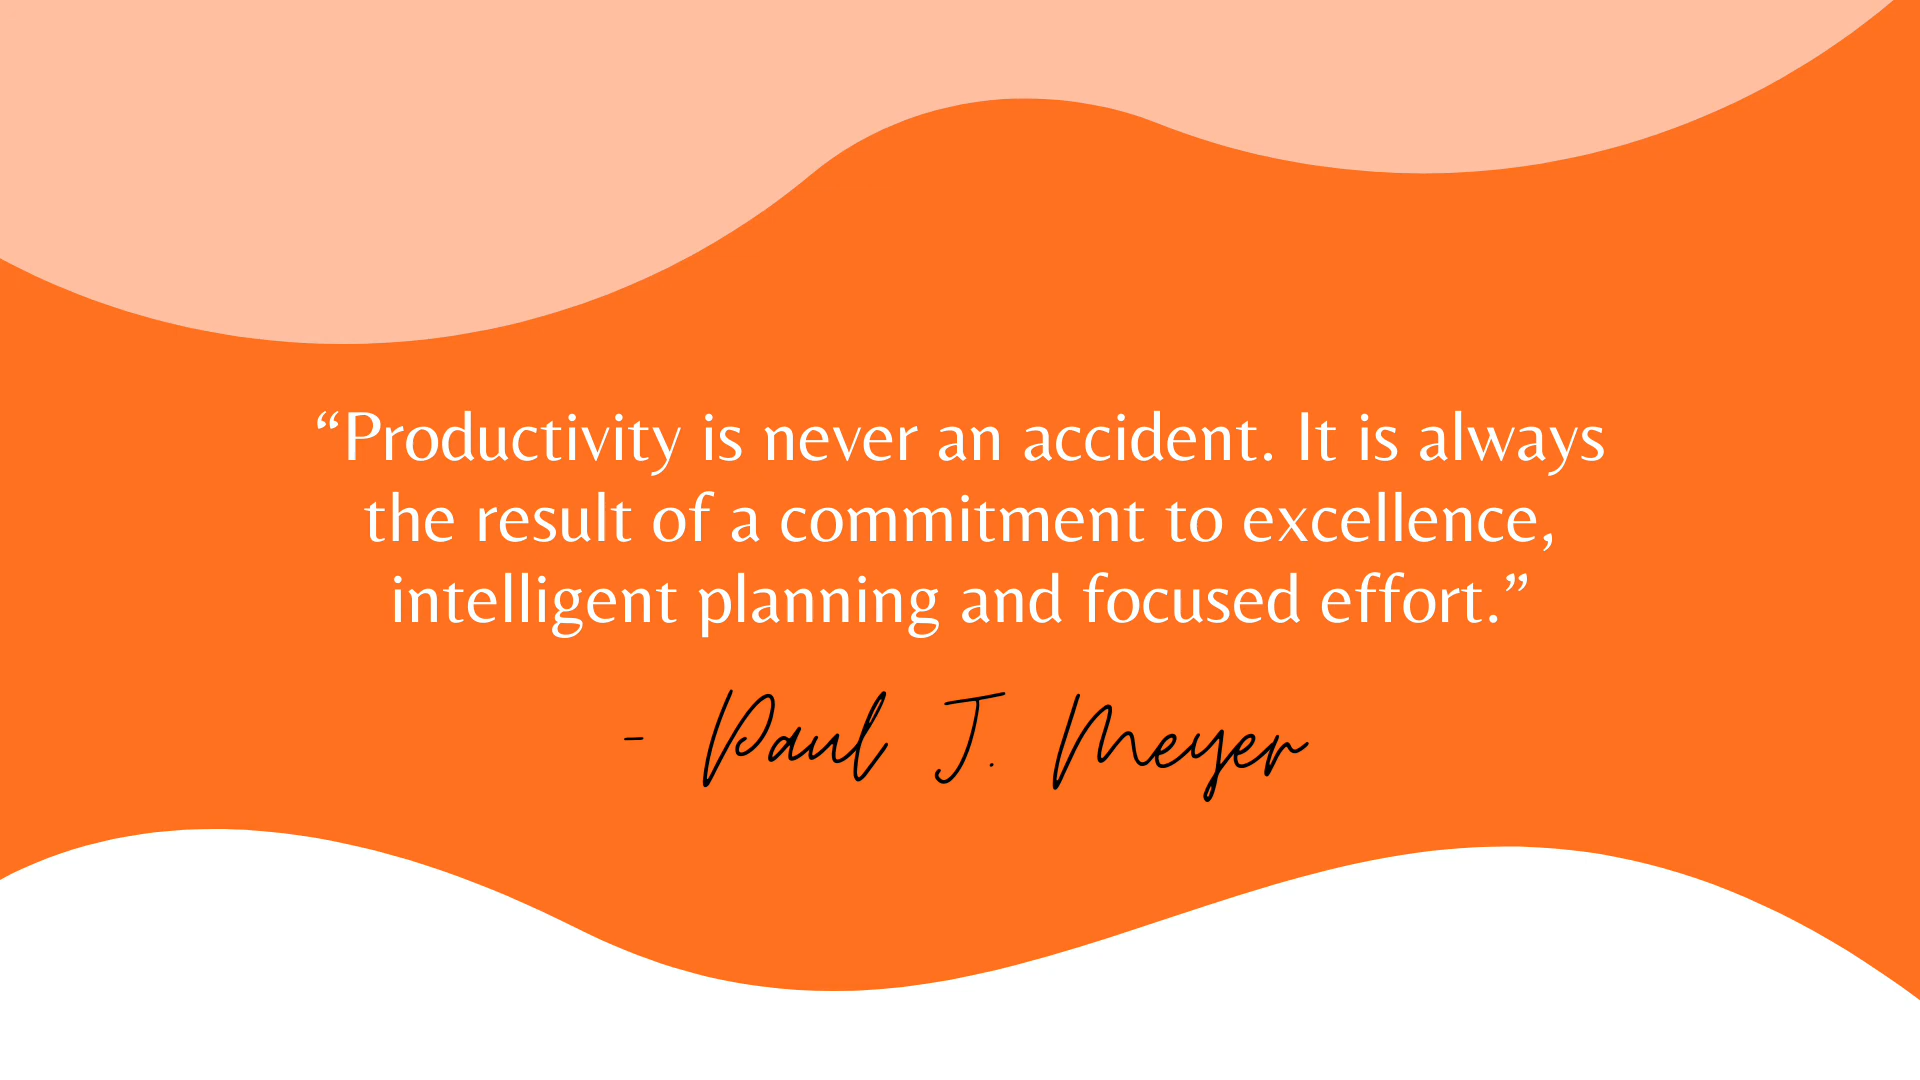 “Productivity is never an accident. It is always
the result of a commitment to excellence,
intelligent planning and focused effort.”
- Paul J. Meyer